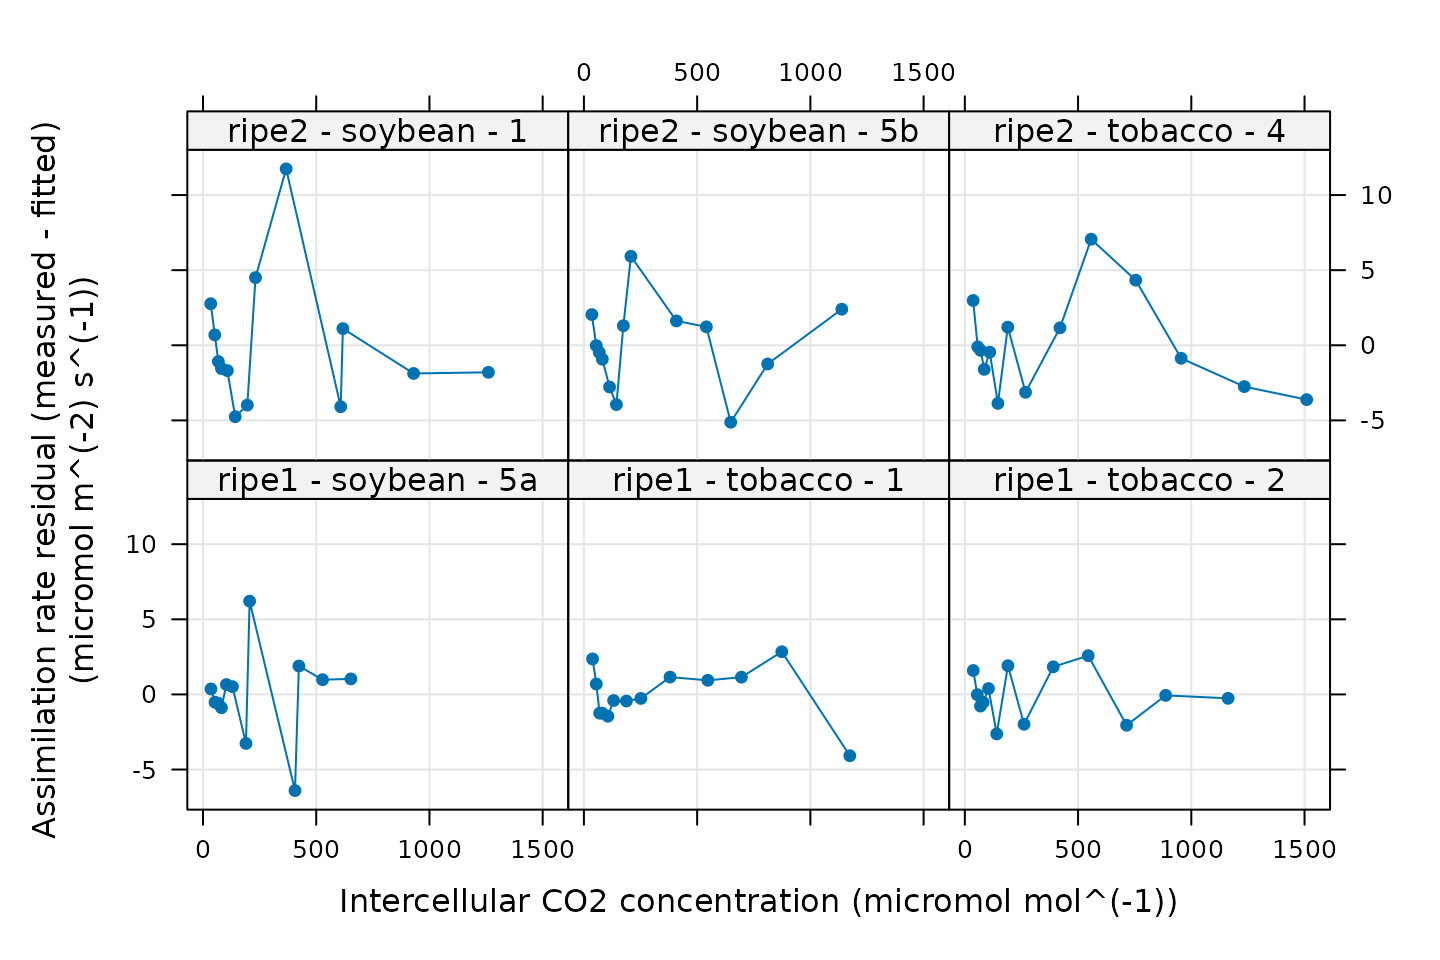 0 500 1000 1500
ripe2 - soybean - 1 ripe2 - soybean - 5b ripe2 - tobacco - 4
10
5
0
-5
ripe1 - soybean - 5a ripe1 - tobacco - 1 ripe1 - tobacco - 2
10
5
0
-5
0 500 1000 1500 0 500 1000 1500
Intercellular CO2 concentration (micromol mol^(-1))
Assimilation rate residual (measured - fitted)
(micromol m^(-2) s^(-1))